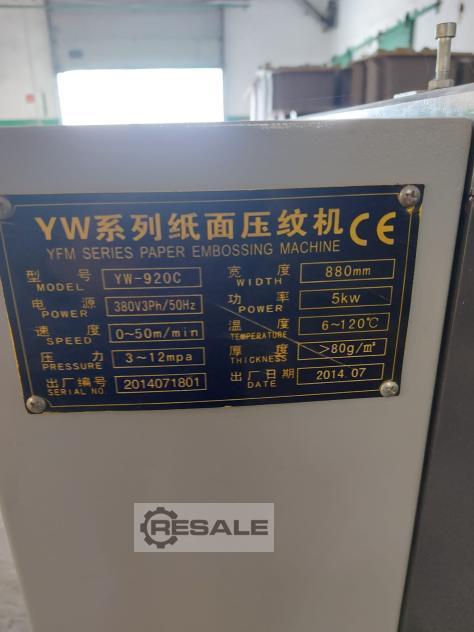 YW系列纸面压纹机 CE
YFM SERIES PAPER EMBOSSING MACHINE
型号 MODEL YW-920C 宽度 WIDTH 880mm
电源 POWER 380V3Ph/50Hz 功率 POWER 5kw
速度 SPEED 0~50m/min 温度 TEMPERATURE 6~120℃
压力 PRESSURE 3~12mpa 厚度 THICKNESS >80g/m²
出厂编号 SERIAL NO. 2014071801 出厂日期 DATE 2014.07
RESALE